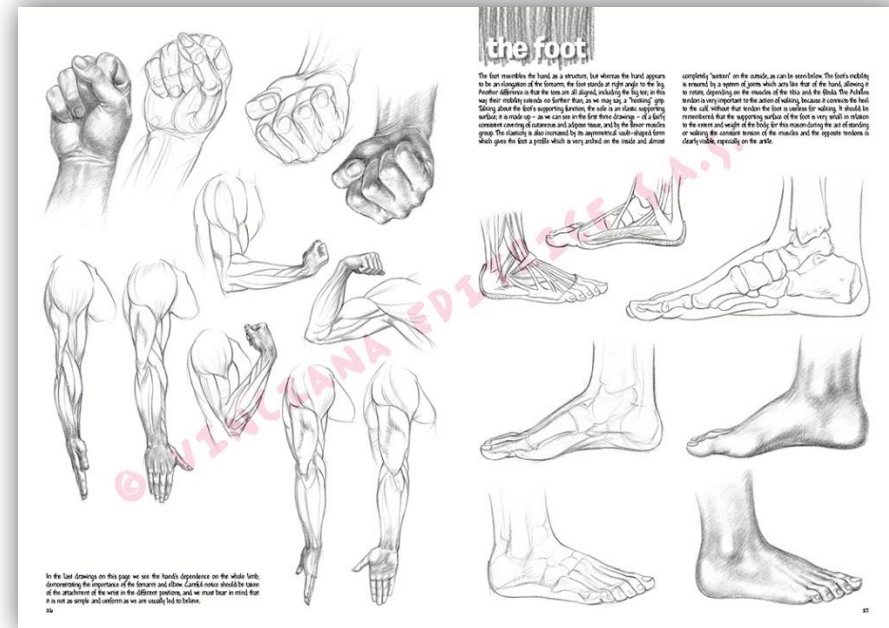 the foot
The foot resembles the hand as a structure, but whereas the hand appears
to be an elongation of the forearm, the foot stands at right angle to the leg.
Another difference is that the toes are all aligned, including the big toe; in this
way their mobility extends no further than, as we may say, a "hooking" grip.
Talking about the foot's supporting function, the sole is an elastic supporting
surface; it is made up – as we can see in the first three drawings – of a fairly
consistent covering of cutaneous and adipose tissue, and by the flexor muscles
group. The elasticity is also increased by its asymmetrical vault-shaped form
which gives the foot a profile which is very arched on the inside and almost
completely "sunken" on the outside, as can be seen below. The foot's mobility
is ensured by a system of joints which acts like that of the hand, allowing it
to rotate, depending on the muscles of the tibia and the fibula. The Achilles
tendon is very important to the action of walking, because it connects the heel
to the calf. Without that tendon the foot is useless for walking. It should be
remembered that the supporting surface of the foot is very small in relation
to the extent and weight of the body; for this reason during the act of standing
or walking the constant tension of the muscles and the opposite tendons is
clearly visible, especially on the ankle.
© VINCIANA EDITRICE S.A.S.
In the last drawings on this page we see the hand's dependence on the whole limb,
demonstrating the importance of the forearm and elbow. Careful notice should be taken
of the attachment of the wrist in the different positions, and we must bear in mind that
it is not as simple and uniform as we are usually led to believe.
26
27